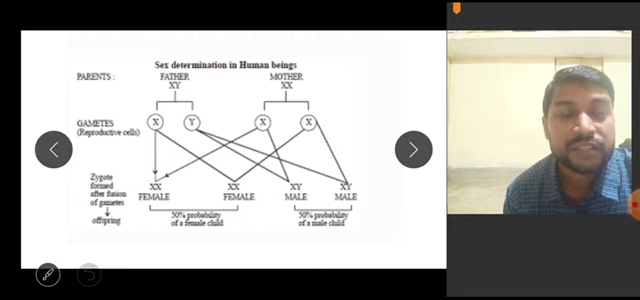 Sex determination in Human beings
PARENTS : FATHER MOTHER
XY XX
GAMETES X Y X X
(Reproductive cells)
Zygote
formed
after fusion
of gametes
offspring
XX XX XY XY
FEMALE FEMALE MALE MALE
50% probability 50% probability
of a female child of a male child